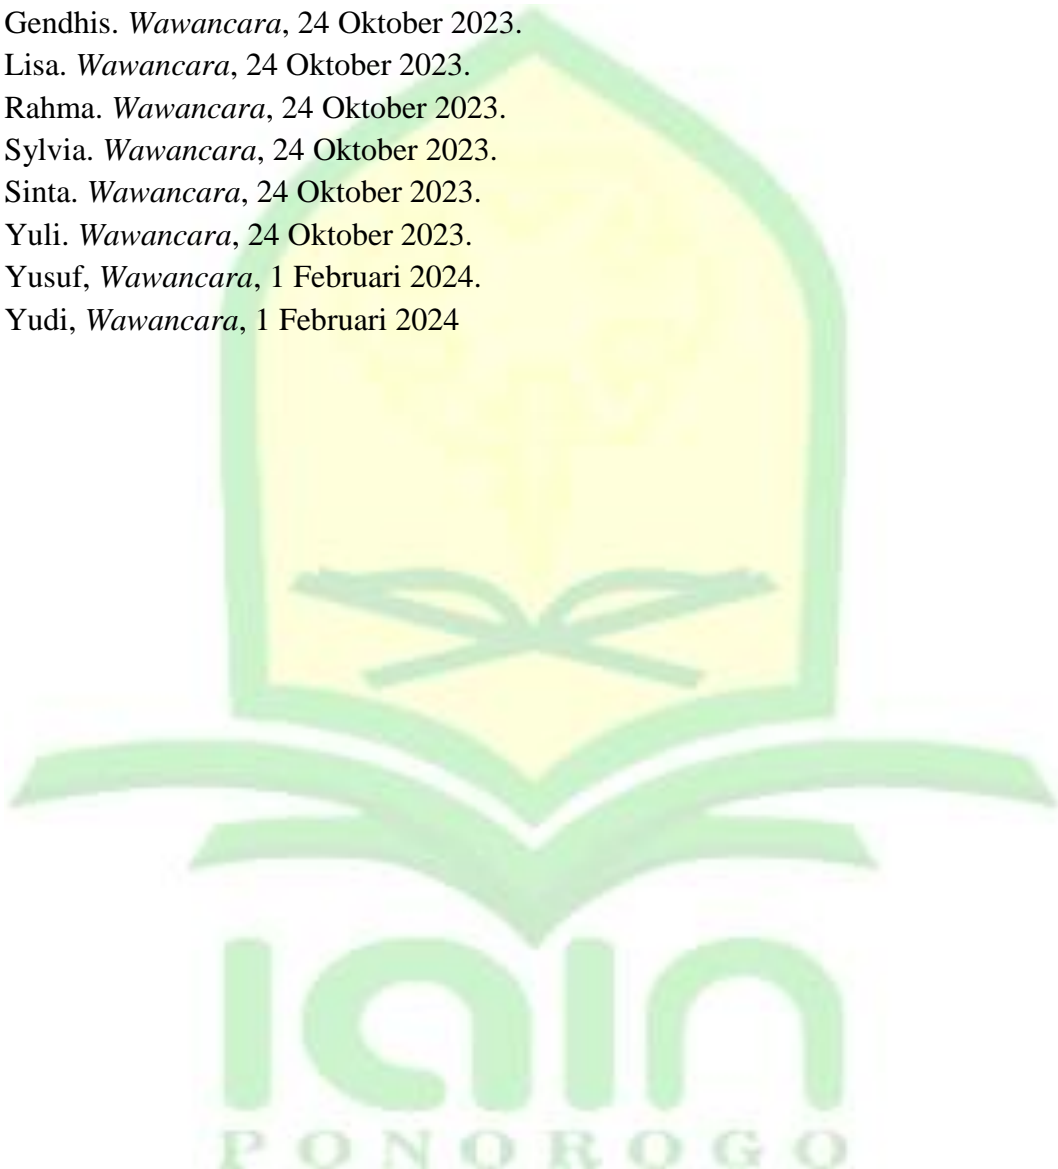 Gendhis. Wawancara, 24 Oktober 2023.
Lisa. Wawancara, 24 Oktober 2023.
Rahma. Wawancara, 24 Oktober 2023.
Sylvia. Wawancara, 24 Oktober 2023.
Sinta. Wawancara, 24 Oktober 2023.
Yuli. Wawancara, 24 Oktober 2023.
Yusuf, Wawancara, 1 Februari 2024.
Yudi, Wawancara, 1 Februari 2024
iain
PONOROGO